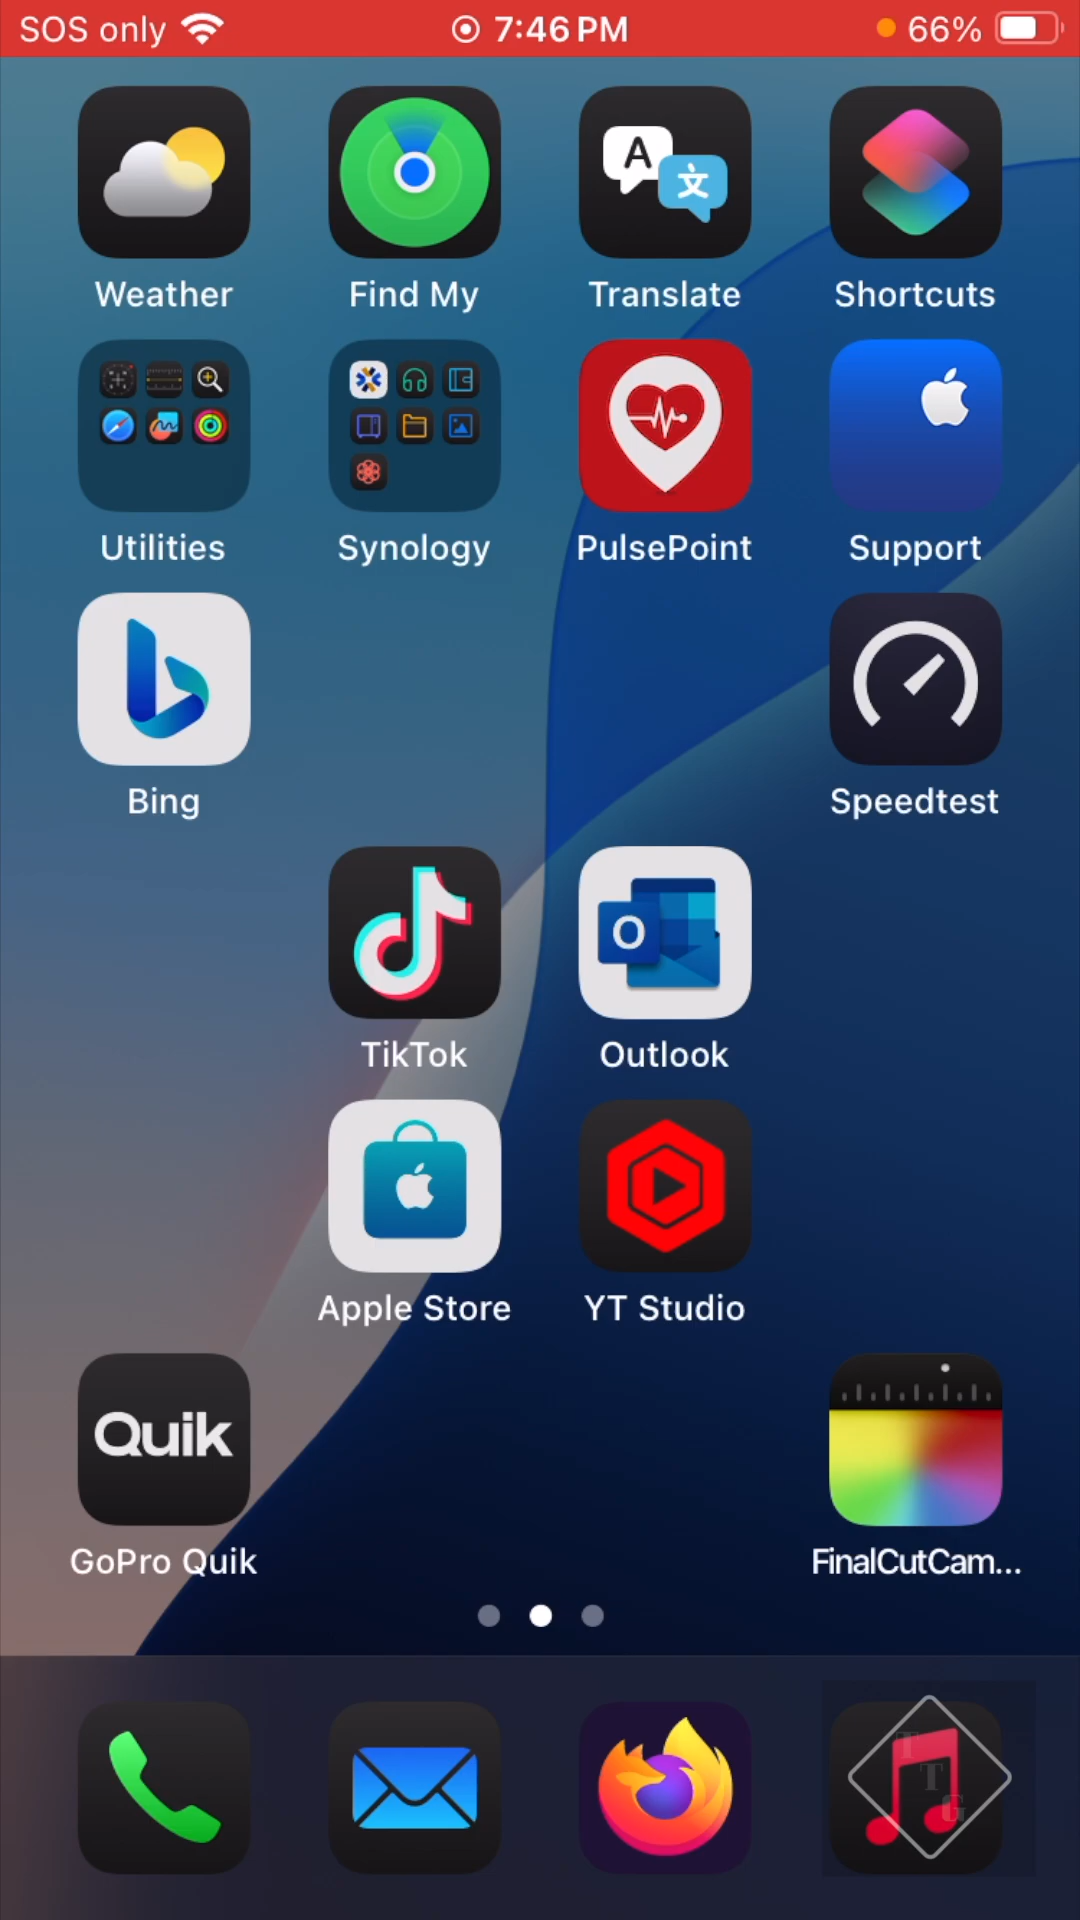 SOS only 7:46 PM 66%
A 文
Weather Find My Translate Shortcuts
Utilities Synology PulsePoint Support
Bing Speedtest
O
TikTok Outlook
Apple Store YT Studio
Quik
GoPro Quik FinalCutCam...
T
T
G